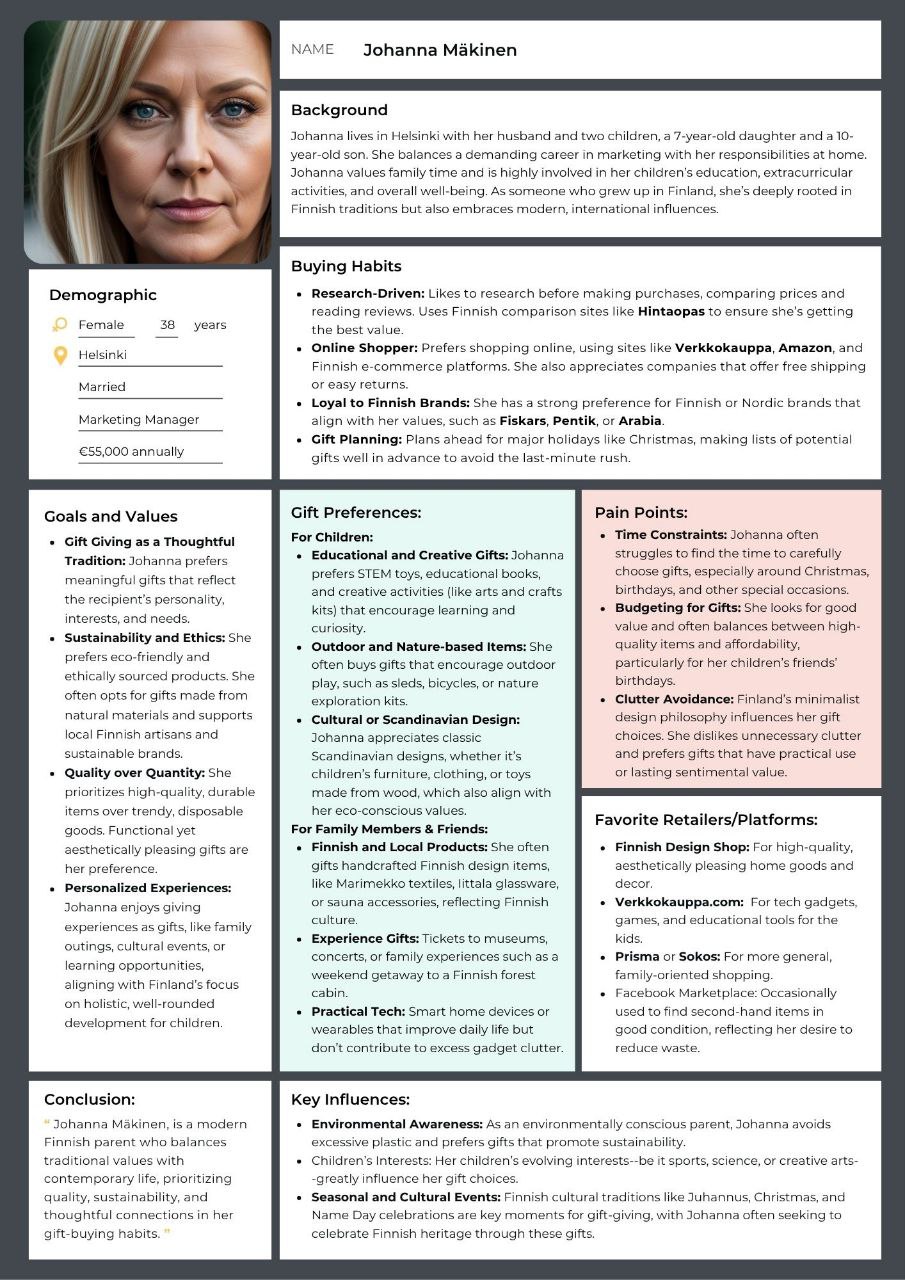 NAME Johanna Mäkinen
Background
Johanna lives in Helsinki with her husband and two children, a 7-year-old daughter and a 10-
year-old son. She balances a demanding career in marketing with her responsibilities at home.
Johanna values family time and is highly involved in her children's education, extracurricular
activities, and overall well-being. As someone who grew up in Finland, she's deeply rooted in
Finnish traditions but also embraces modern, international influences.
Demographic
Female 38 years
Helsinki
Married
Marketing Manager
€55,000 annually
Buying Habits
• Research-Driven: Likes to research before making purchases, comparing prices and
reading reviews. Uses Finnish comparison sites like Hintaopas to ensure she's getting
the best value.
• Online Shopper: Prefers shopping online, using sites like Verkkokauppa, Amazon, and
Finnish e-commerce platforms. She also appreciates companies that offer free shipping
or easy returns.
• Loyal to Finnish Brands: She has a strong preference for Finnish or Nordic brands that
align with her values, such as Fiskars, Pentik, or Arabia.
• Gift Planning: Plans ahead for major holidays like Christmas, making lists of potential
gifts well in advance to avoid the last-minute rush.
Goals and Values
• Gift Giving as a Thoughtful
Tradition: Johanna prefers
meaningful gifts that reflect
the recipient's personality,
interests, and needs.
• Sustainability and Ethics: She
prefers eco-friendly and
ethically sourced products. She
often opts for gifts made from
natural materials and supports
local Finnish artisans and
sustainable brands.
• Quality over Quantity: She
prioritizes high-quality, durable
items over trendy, disposable
goods. Functional yet
aesthetically pleasing gifts are
her preference.
• Personalized Experiences:
Johanna enjoys giving
experiences as gifts, like family
outings, cultural events, or
learning opportunities,
aligning with Finland's focus
on holistic, well-rounded
development for children.
Gift Preferences:
For Children:
• Educational and Creative Gifts: Johanna
prefers STEM toys, educational books,
and creative activities (like arts and crafts
kits) that encourage learning and
curiosity.
• Outdoor and Nature-based Items: She
often buys gifts that encourage outdoor
play, such as sleds, bicycles, or nature
exploration kits.
• Cultural or Scandinavian Design:
Johanna appreciates classic
Scandinavian designs, whether it's
children's furniture, clothing, or toys
made from wood, which also align with
her eco-conscious values.
For Family Members & Friends:
• Finnish and Local Products: She often
gifts handcrafted Finnish design items,
like Marimekko textiles, Iittala glassware,
or sauna accessories, reflecting Finnish
culture.
• Experience Gifts: Tickets to museums,
concerts, or family experiences such as a
weekend getaway to a Finnish forest
cabin.
• Practical Tech: Smart home devices or
wearables that improve daily life but
don't contribute to excess gadget clutter.
Pain Points:
• Time Constraints: Johanna often
struggles to find the time to carefully
choose gifts, especially around Christmas,
birthdays, and other special occasions.
• Budgeting for Gifts: She looks for good
value and often balances between high-
quality items and affordability,
particularly for her children's friends'
birthdays.
• Clutter Avoidance: Finland's minimalist
design philosophy influences her gift
choices. She dislikes unnecessary clutter
and prefers gifts that have practical use
or lasting sentimental value.
Favorite Retailers/Platforms:
• Finnish Design Shop: For high-quality,
aesthetically pleasing home goods and
decor.
• Verkkokauppa.com: For tech gadgets,
games, and educational tools for the
kids.
• Prisma or Sokos: For more general,
family-oriented shopping.
• Facebook Marketplace: Occasionally
used to find second-hand items in
good condition, reflecting her desire to
reduce waste.
Conclusion:
" Johanna Mäkinen, is a modern
Finnish parent who balances
traditional values with
contemporary life, prioritizing
quality, sustainability, and
thoughtful connections in her
gift-buying habits. "
Key Influences:
• Environmental Awareness: As an environmentally conscious parent, Johanna avoids
excessive plastic and prefers gifts that promote sustainability.
• Children's Interests: Her children's evolving interests--be it sports, science, or creative arts-
-greatly influence her gift choices.
• Seasonal and Cultural Events: Finnish cultural traditions like Juhannus, Christmas, and
Name Day celebrations are key moments for gift-giving, with Johanna often seeking to
celebrate Finnish heritage through these gifts.